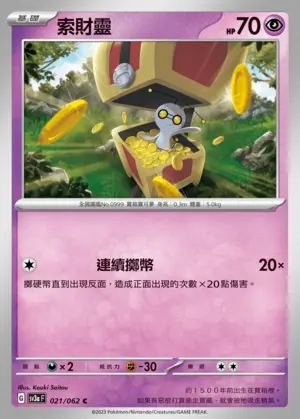 基礎
索財靈
HP70
全國圖鑑No.0999 寶箱寶可夢 身高:0.3m 體重:5.0kg
連續擲幣 20×
擲硬幣直到出現反面,造成正面出現的次數×20點傷害。
弱點 ×2 抵抗力 -30 撤退
Illus. Kouki Saitou
G sv3a F 021/062 C
約1500年前出生在寶箱裡。
©2023 Pokémon/Nintendo/Creatures/GAME FREAK.